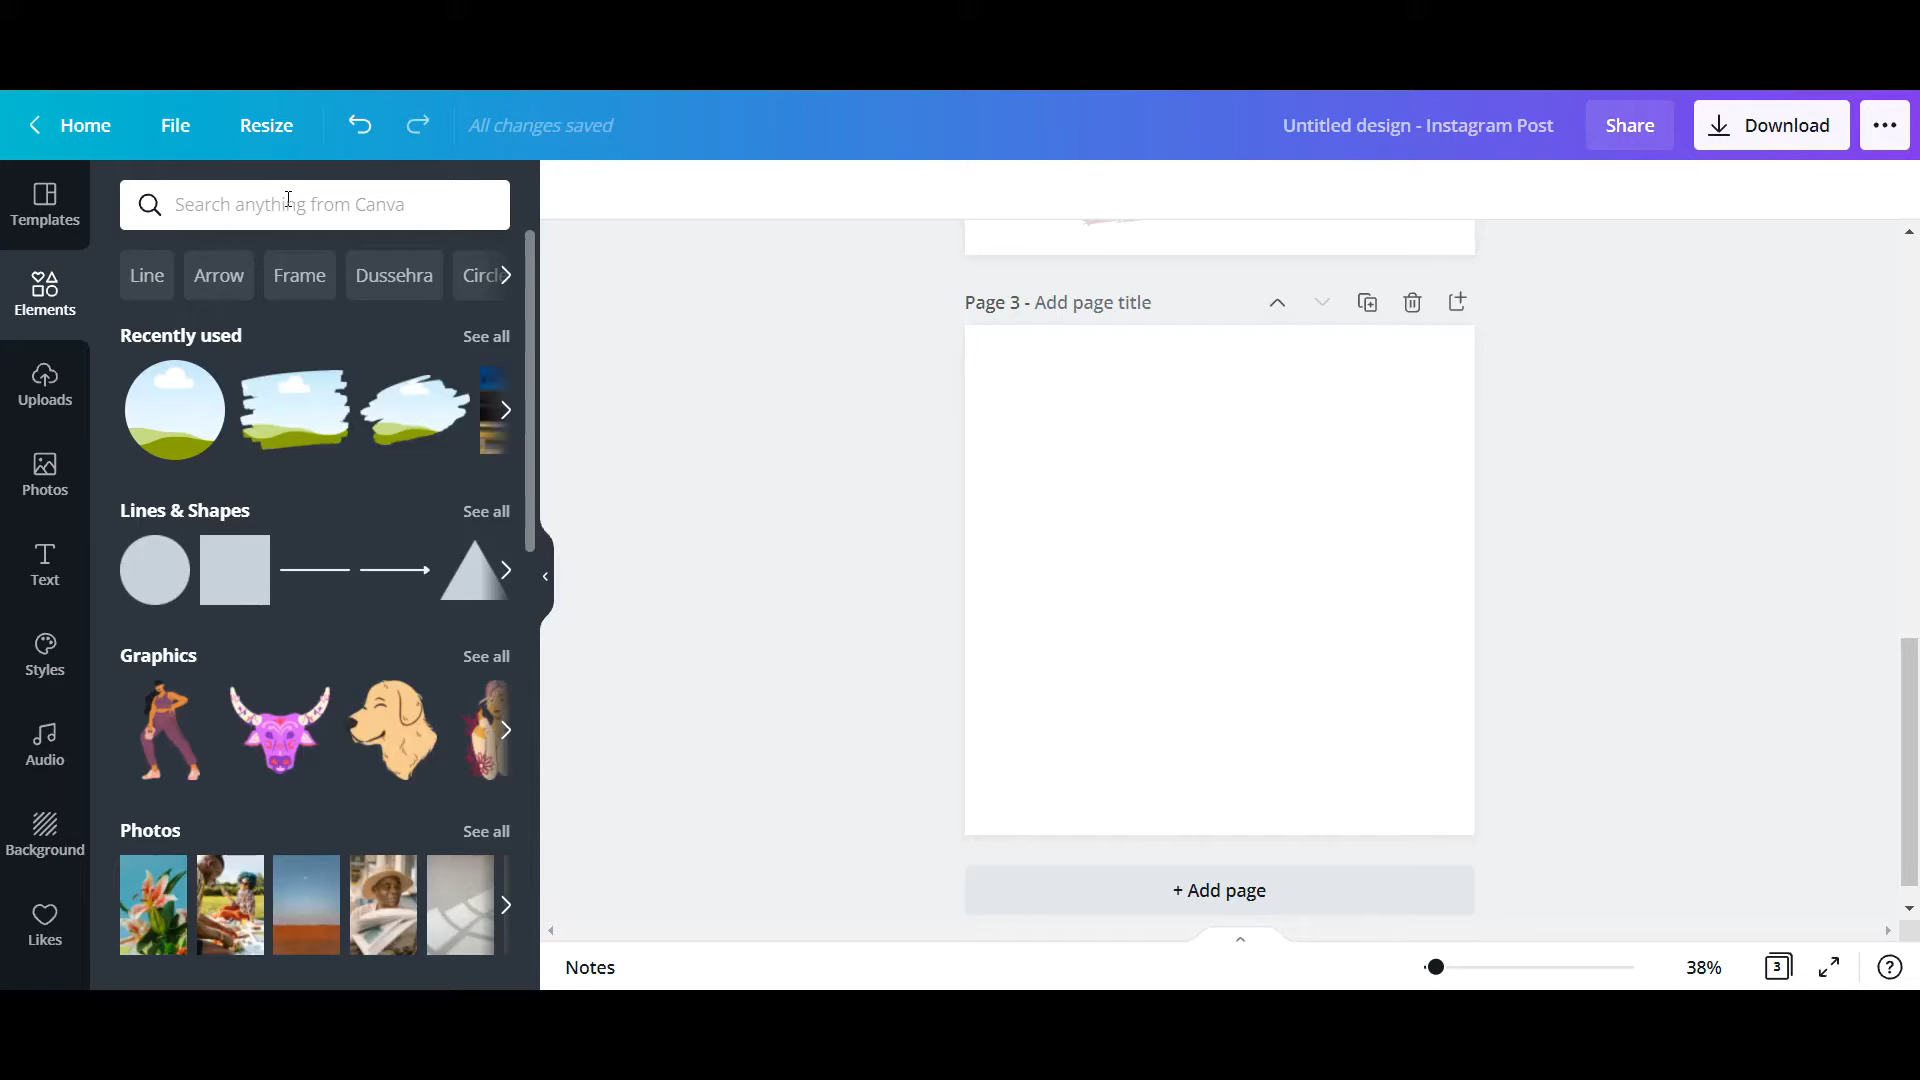 Home File Resize All changes saved Untitled design - Instagram Post Share Download
Templates
Elements
Uploads
Photos
Text
Styles
Audio
Background
Likes
Search anything from Canva
Line Arrow Frame Dussehra Circle
Recently used See all
Lines & Shapes See all
Graphics See all
Photos See all
Page 3 - Add page title
+ Add page
Notes 38% 3 ?